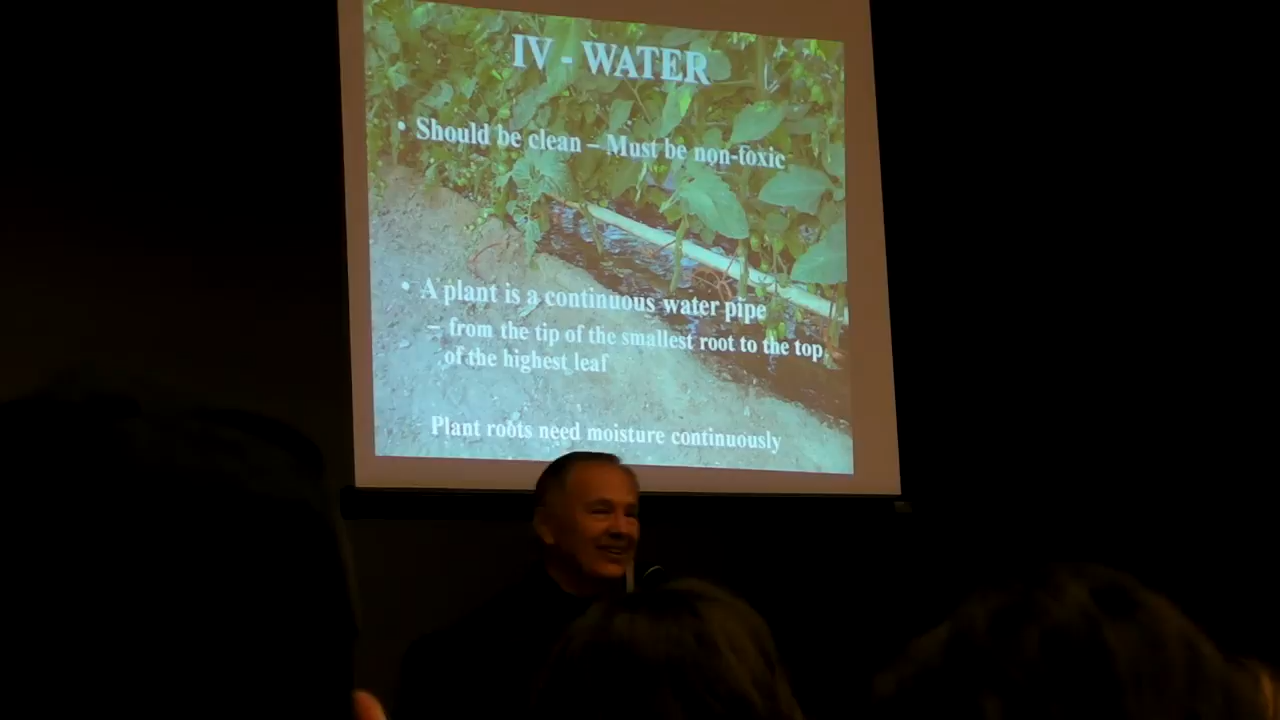 IV - WATER
• Should be clean – Must be non-toxic
• A plant is a continuous water pipe
– from the tip of the smallest root to the top
of the highest leaf
Plant roots need moisture continuously